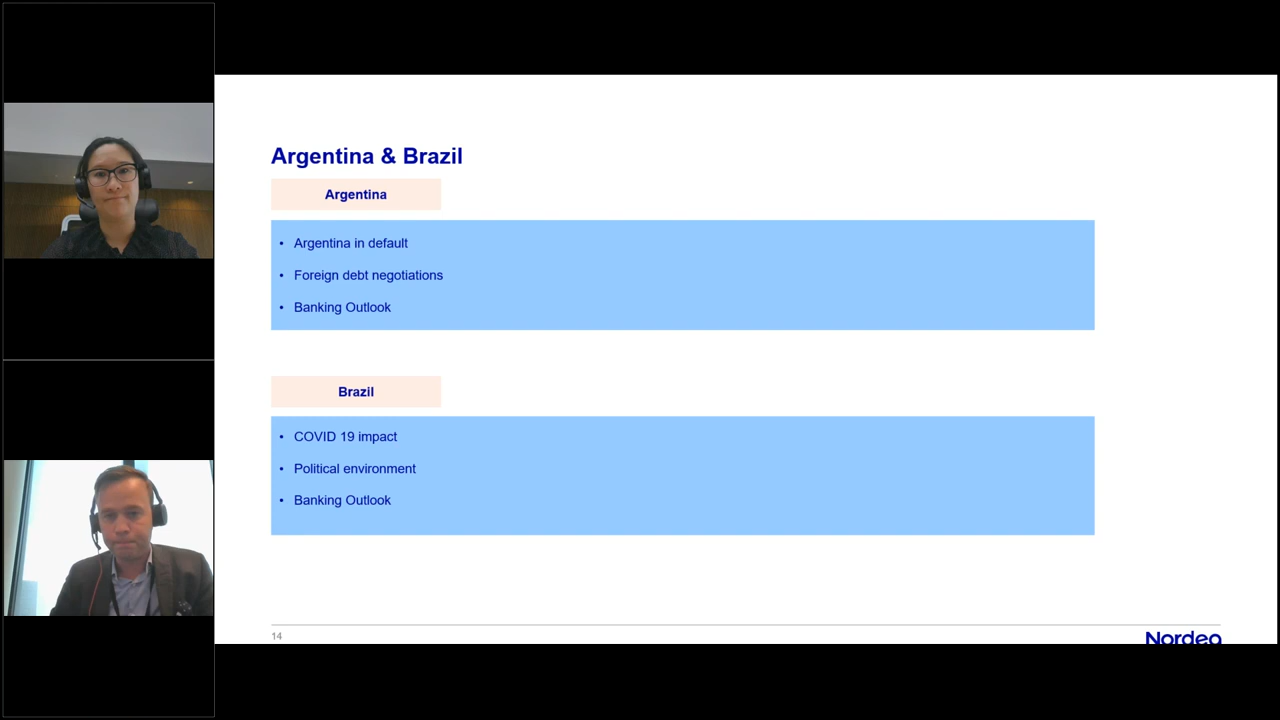 Argentina & Brazil
Argentina
• Argentina in default
• Foreign debt negotiations
• Banking Outlook
Brazil
• COVID 19 impact
• Political environment
• Banking Outlook
14
Nordea